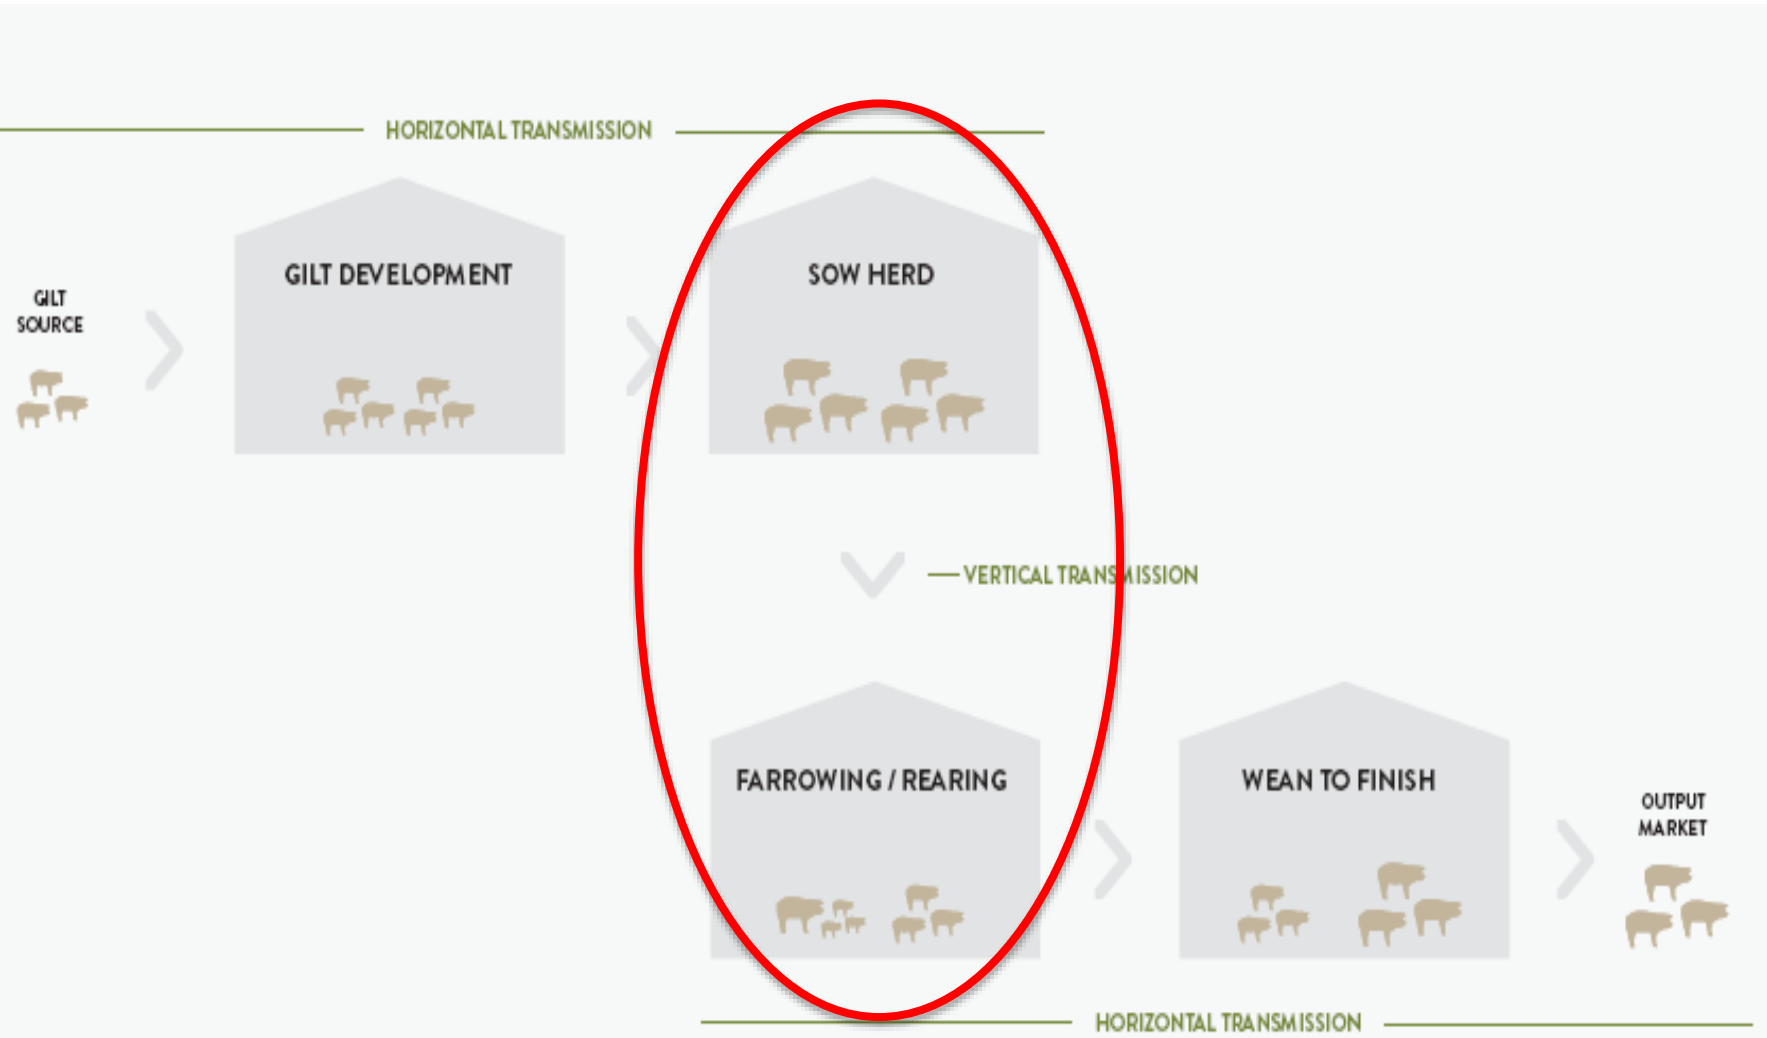 HORIZONTAL TRANSMISSION
GILT DEVELOPMENT
SOW HERD
GILT
SOURCE
VERTICAL TRANSMISSION
FARROWING / REARING
WEAN TO FINISH
OUTPUT
MARKET
HORIZONTAL TRANSMISSION